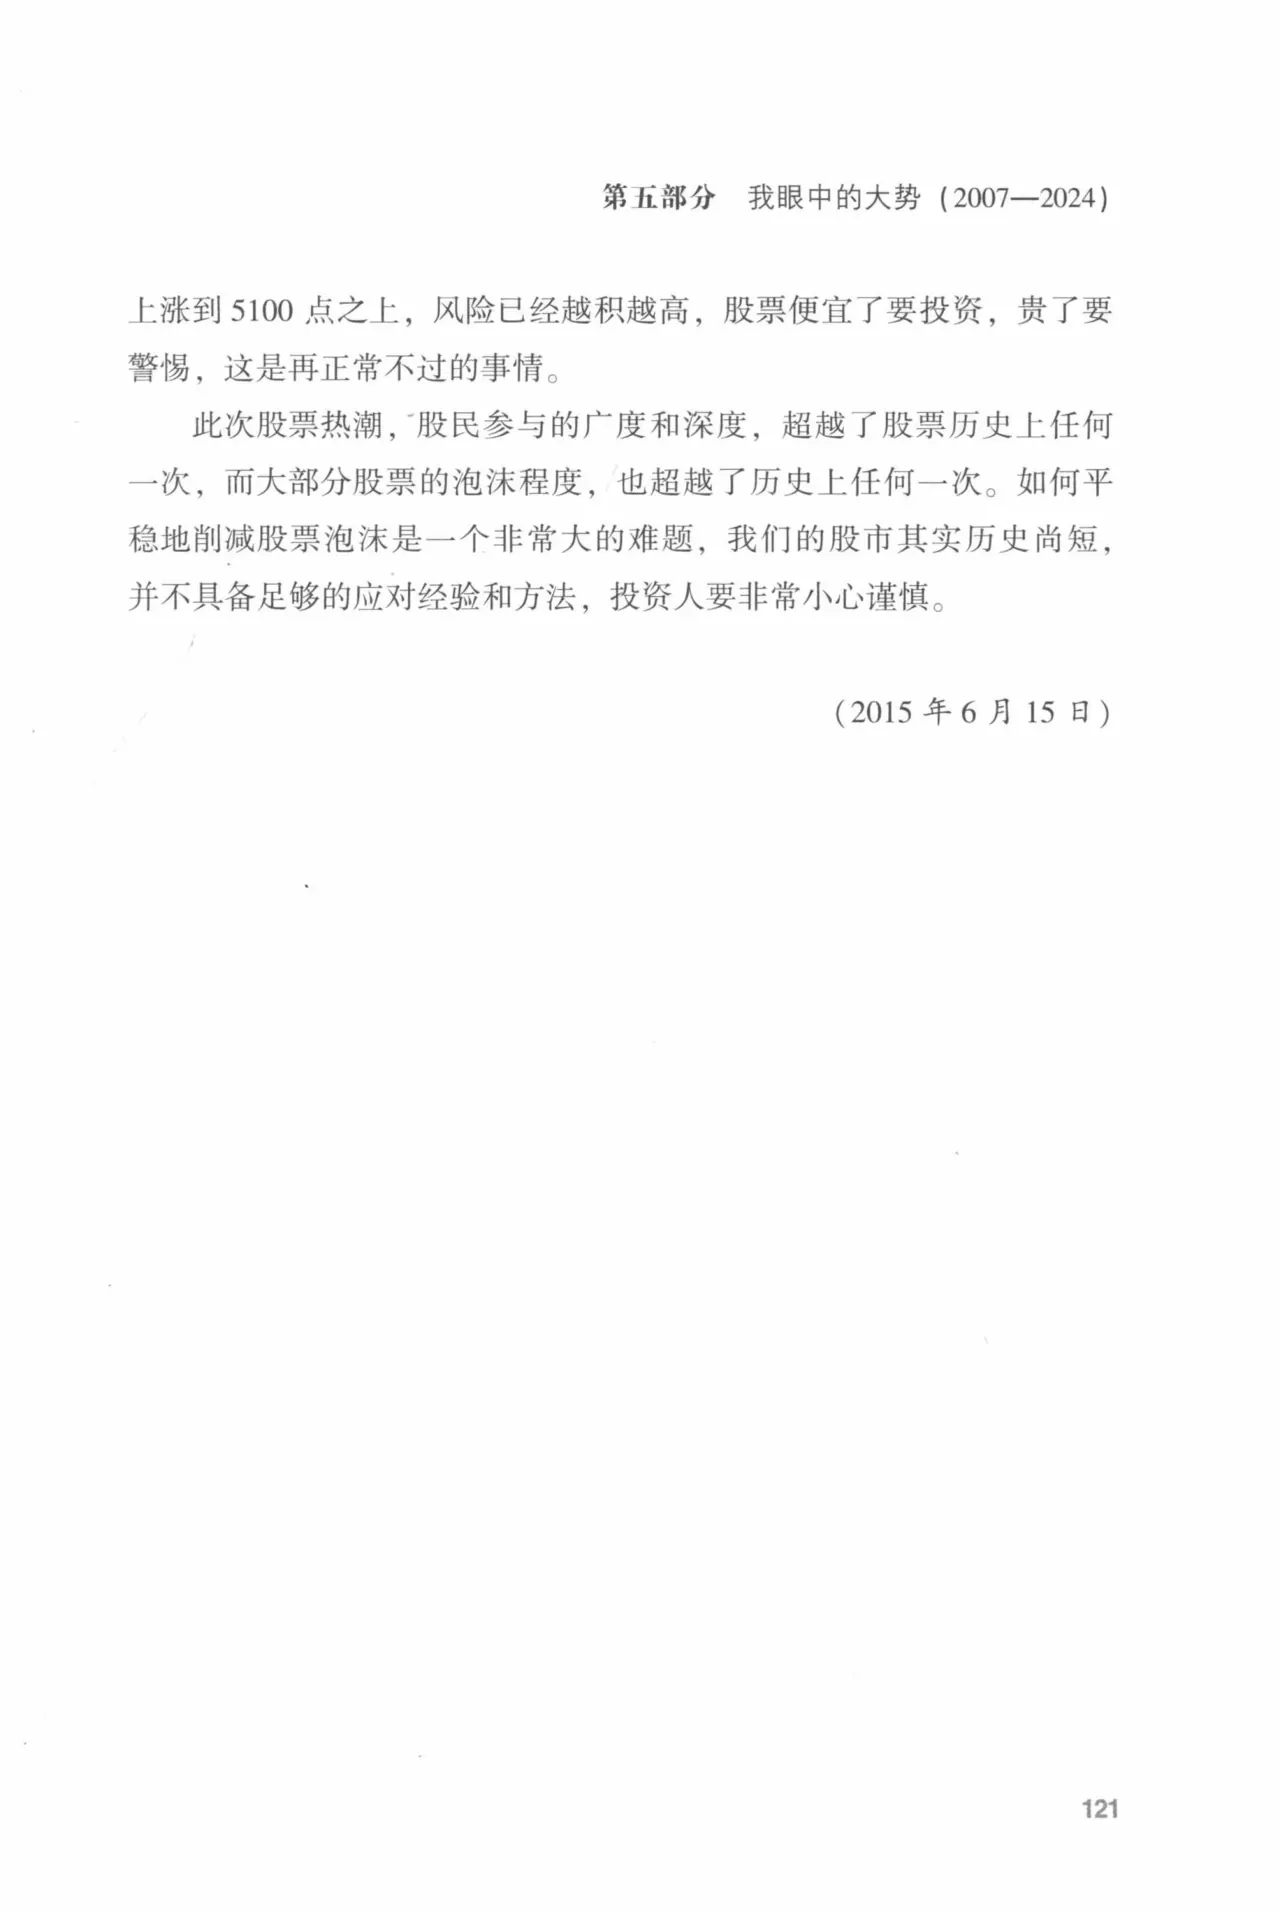 第五部分 我眼中的大势(2007—2024)
上涨到 5100 点之上，风险已经越积越高，股票便宜了要投资，贵了要
警惕，这是再正常不过的事情。
此次股票热潮，股民参与的广度和深度，超越了股票历史上任何
一次，而大部分股票的泡沫程度，也超越了历史上任何一次。如何平
稳地削减股票泡沫是一个非常大的难题，我们的股市其实历史尚短，
并不具备足够的应对经验和方法，投资人要非常小心谨慎。
(2015 年 6 月 15 日)
121